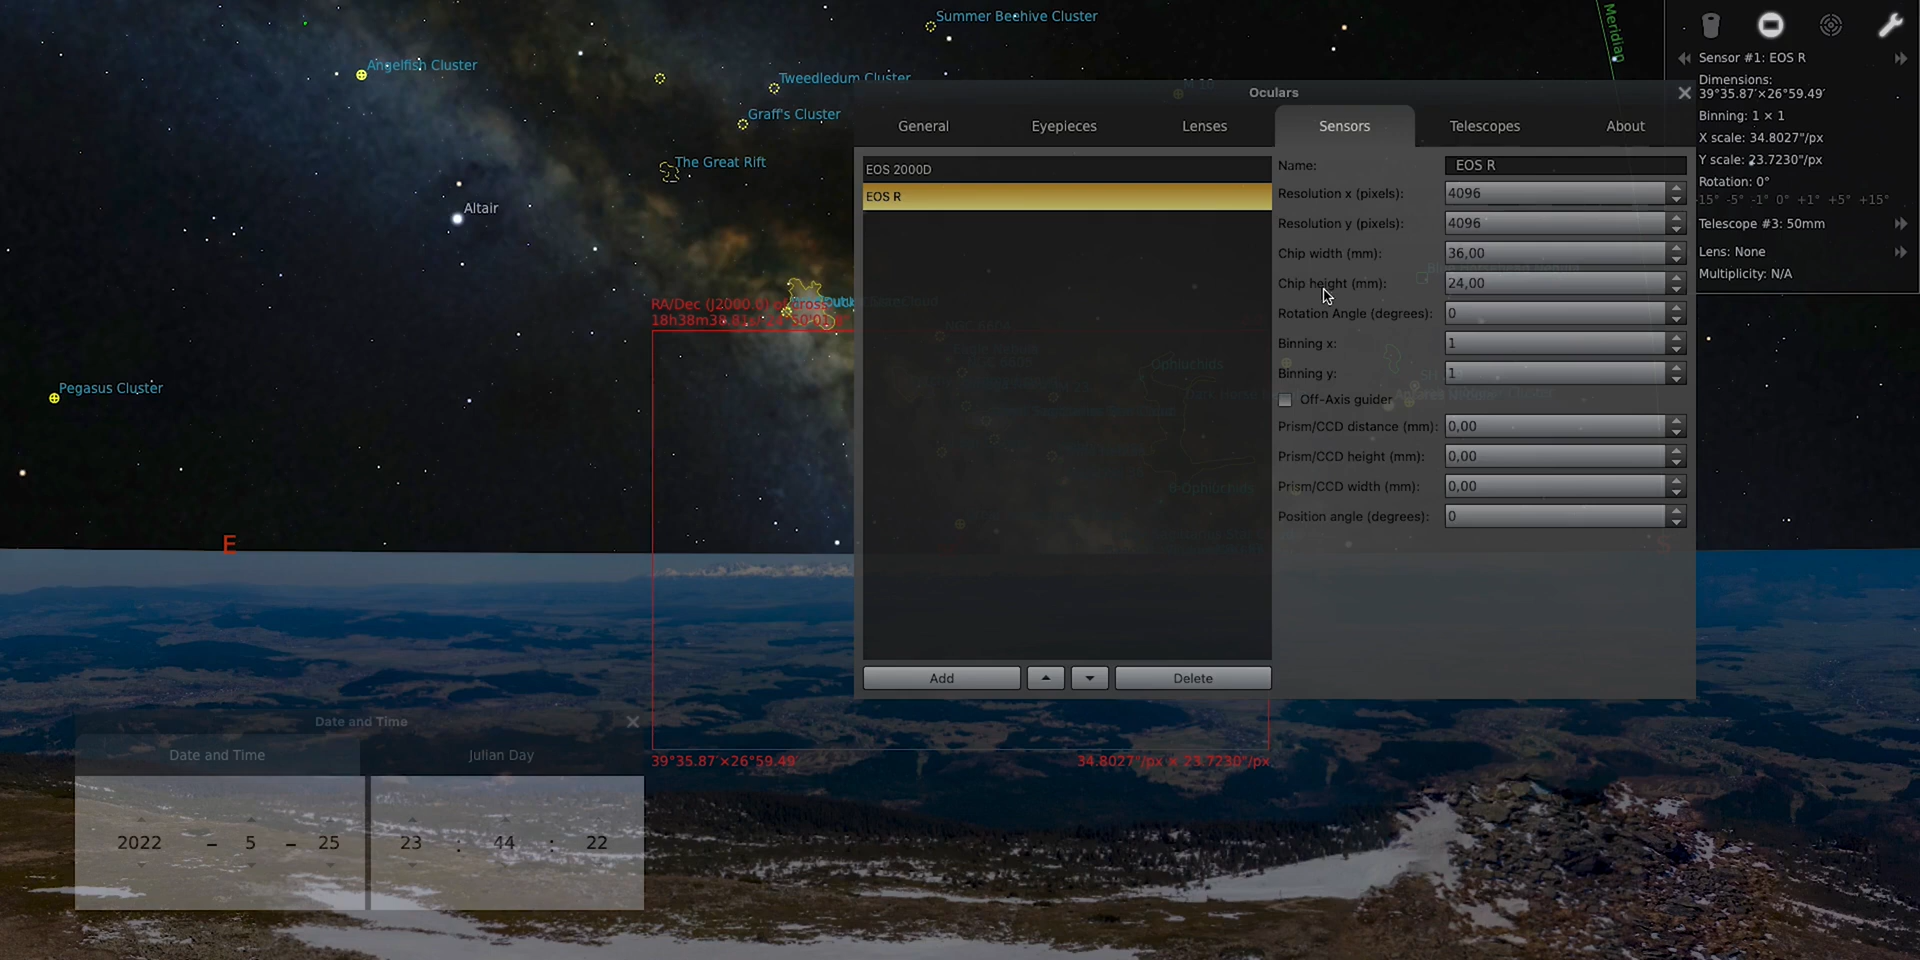 Summer Beehive Cluster
Meridian
Angelfish Cluster
Tweedledum Cluster
Graff's Cluster
The Great Rift
Altair
Pegasus Cluster
E
RA/Dec (J2000.0) of cross
39°35.87'×26°59.49'
34.8027"/px × 23.7230"/px
Oculars
General
Eyepieces
Lenses
Sensors
Telescopes
About
EOS 2000D
EOS R
Add
Delete
Name: EOS R
Resolution x (pixels): 4096
Resolution y (pixels): 4096
Chip width (mm): 36,00
Chip height (mm): 24,00
Rotation Angle (degrees): 0
Binning x: 1
Binning y: 1
Off-Axis guider
Prism/CCD distance (mm): 0,00
Prism/CCD height (mm): 0,00
Prism/CCD width (mm): 0,00
Position angle (degrees): 0
Ophiuchids
Sensor #1: EOS R
Dimensions:
39°35.87'×26°59.49'
Binning: 1 × 1
X scale: 34.8027"/px
Y scale: 23.7230"/px
Rotation: 0°
-15° -5° -1° 0° +1° +5° +15°
Telescope #3: 50mm
Lens: None
Multiplicity: N/A
Date and Time
Date and Time
Julian Day
2022 – 5 – 25
23 : 44 : 22